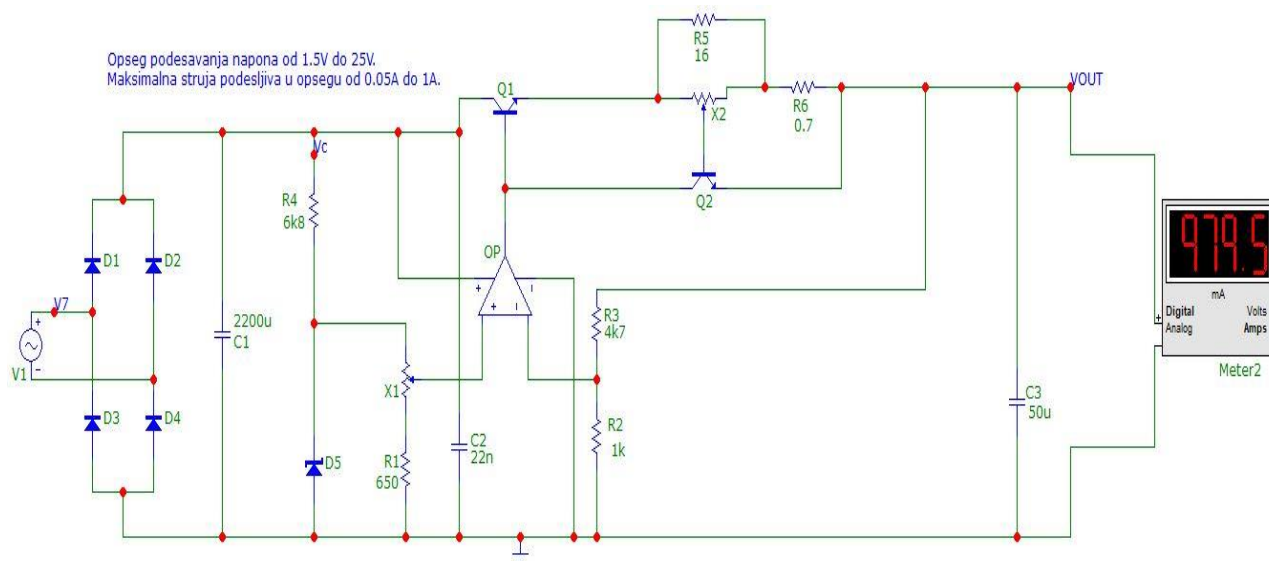 Opseg podesavanja napona od 1.5V do 25V.
Maksimalna struja podesljiva u opsegu od 0.05A do 1A.
R5
16
Q1
X2
R6
0.7
VOUT
Vc
R4
6k8
Q2
OP
D1
D2
V7
2200u
C1
V1
R3
4k7
X1
979.5
mA
Digital
Volts
Analog
Amps
Meter2
D3
D4
D5
R1
650
C2
22n
R2
1k
C3
50u